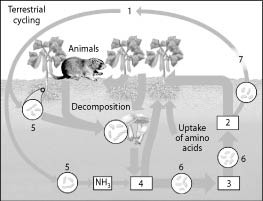 Terrestrial
cycling
1
Animals
7
Decomposition
5
Uptake
of amino
acids
2
6
5
NH3
4
6
3